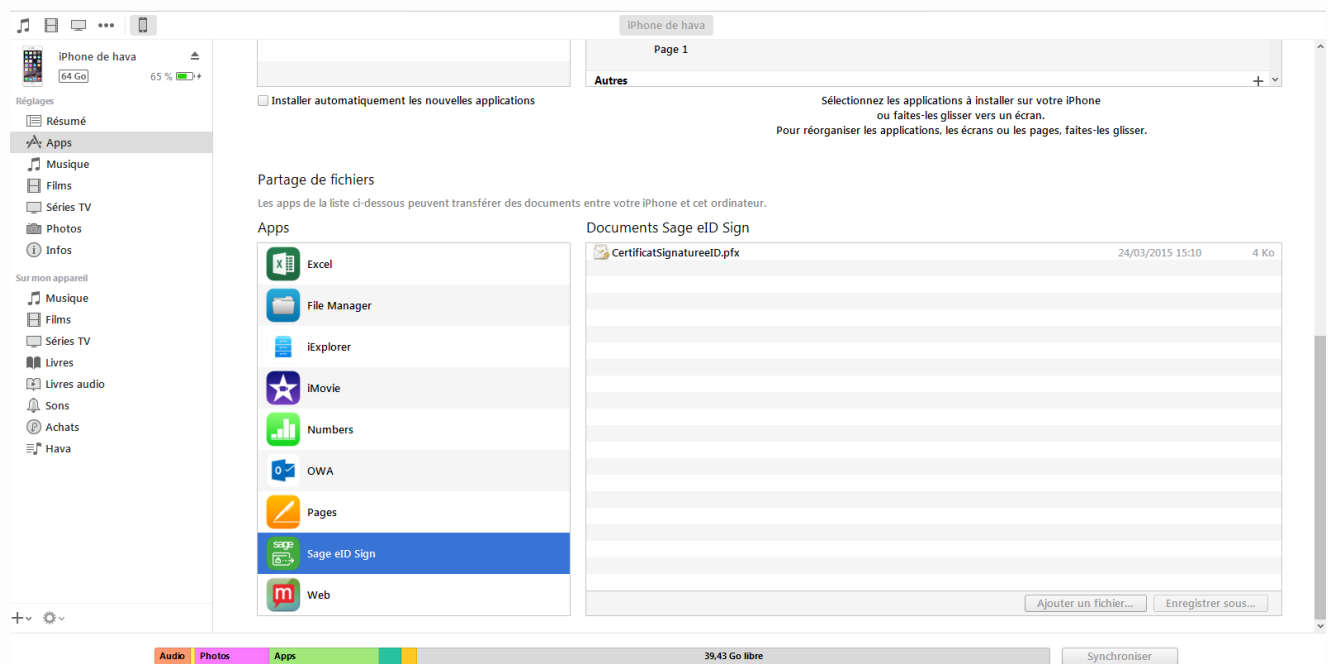 iPhone de hava
iPhone de hava
64 Go
65 %
Réglages
Résumé
Apps
Musique
Films
Séries TV
Photos
Infos
Sur mon appareil
Musique
Films
Séries TV
Livres
Livres audio
Sons
Achats
Hava
Page 1
Autres
Installer automatiquement les nouvelles applications
Sélectionnez les applications à installer sur votre iPhone
ou faites-les glisser vers un écran.
Pour réorganiser les applications, les écrans ou les pages, faites-les glisser.
Partage de fichiers
Les apps de la liste ci-dessous peuvent transférer des documents entre votre iPhone et cet ordinateur.
Apps
Excel
File Manager
iExplorer
iMovie
Numbers
OWA
Pages
sage
Sage eID Sign
Web
Documents Sage eID Sign
CertificatSignatureeID.pfx 24/03/2015 15:10 4 Ko
Ajouter un fichier... Enregistrer sous...
Audio Photos Apps 39,43 Go libre Synchroniser